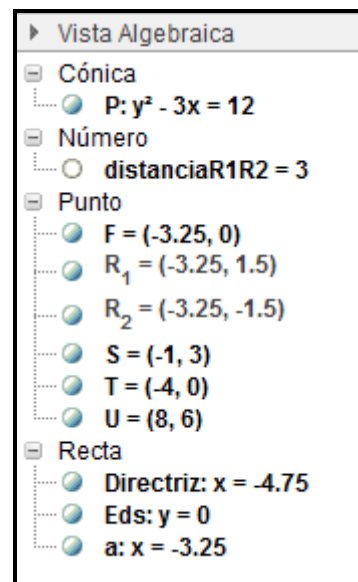 Vista Algebraica
Cónica
P: y² - 3x = 12
Número
distanciaR1R2 = 3
Punto
F = (-3.25, 0)
R₁ = (-3.25, 1.5)
R₂ = (-3.25, -1.5)
S = (-1, 3)
T = (-4, 0)
U = (8, 6)
Recta
Directriz: x = -4.75
Eds: y = 0
a: x = -3.25